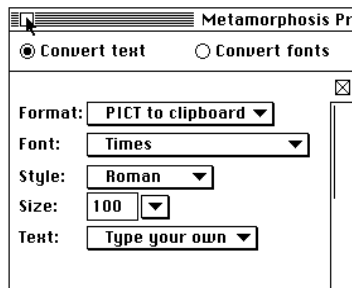 Metamorphosis Pr
Convert text Convert fonts
Format: PICT to clipboard
Font: Times
Style: Roman
Size: 100
Text: Type your own